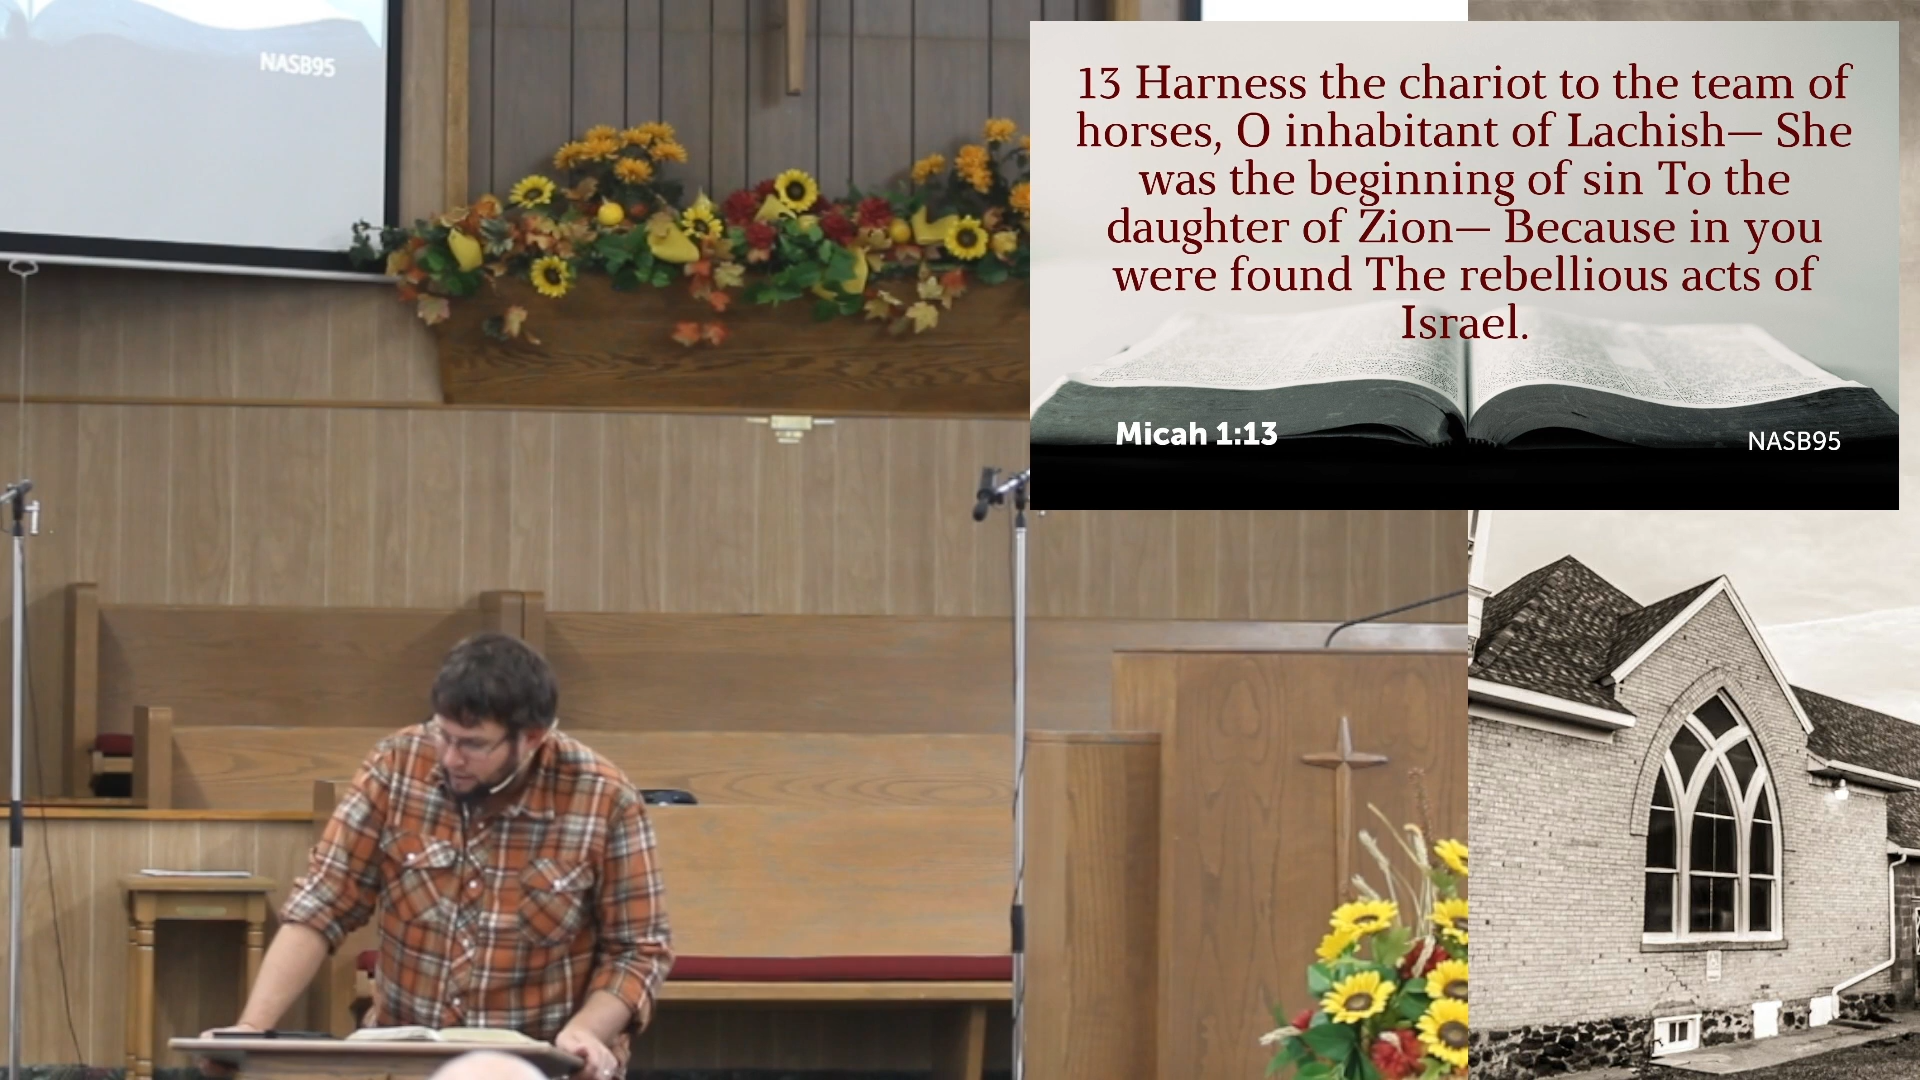 NASB95
13 Harness the chariot to the team of
horses, O inhabitant of Lachish— She
was the beginning of sin To the
daughter of Zion— Because in you
were found The rebellious acts of
Israel.
Micah 1:13
NASB95